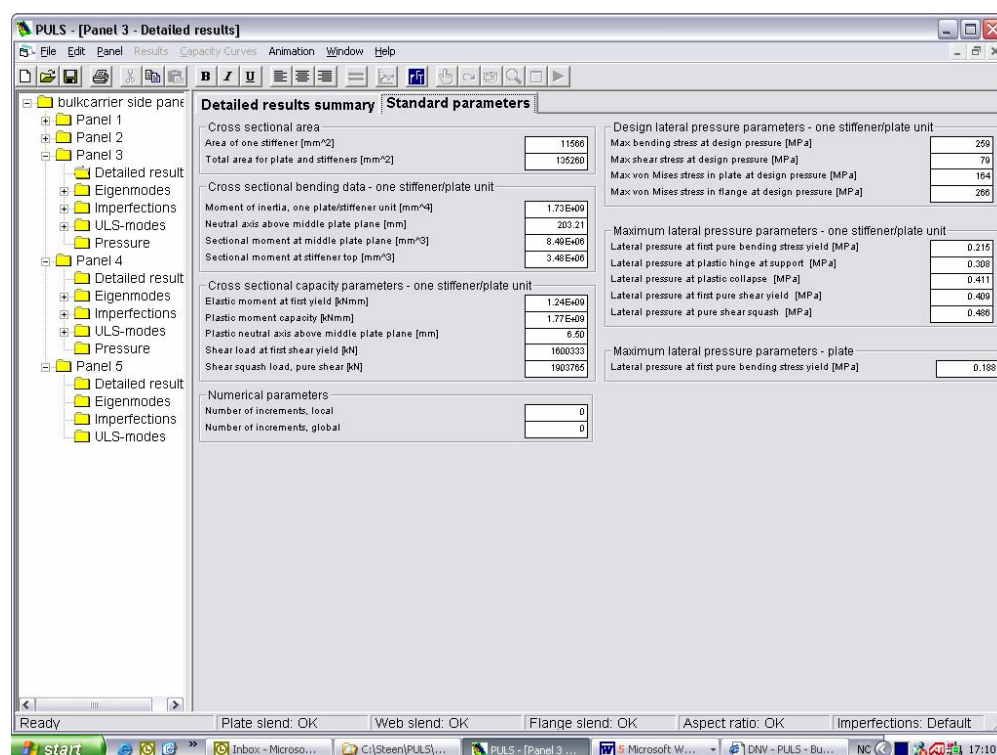 PULS - [Panel 3 - Detailed results]
File Edit Panel Results Capacity Curves Animation Window Help
B I U
bulkcarrier side pane
Panel 1
Panel 2
Panel 3
Detailed result
Eigenmodes
Imperfections
ULS-modes
Pressure
Panel 4
Detailed result
Eigenmodes
Imperfections
ULS-modes
Pressure
Panel 5
Detailed result
Eigenmodes
Imperfections
ULS-modes
Detailed results summary Standard parameters
Cross sectional area
Area of one stiffener [mm^2] 11566
Total area for plate and stiffeners [mm^2] 135260
Cross sectional bending data - one stiffener/plate unit
Moment of inertia, one plate/stiffener unit [mm^4] 1.73E+09
Neutral axis above middle plate plane [mm] 203.21
Sectional moment at middle plate plane [mm^3] 8.49E+06
Sectional moment at stiffener top [mm^3] 3.48E+06
Cross sectional capacity parameters - one stiffener/plate unit
Elastic moment at first yield [kNmm] 1.24E+09
Plastic moment capacity [kNmm] 1.77E+09
Plastic neutral axis above middle plate plane [mm] 6.50
Shear load at first shear yield [kN] 1600333
Shear squash load, pure shear [kN] 1903765
Numerical parameters
Number of increments, local 0
Number of increments, global 0
Design lateral pressure parameters - one stiffener/plate unit
Max bending stress at design pressure [MPa] 259
Max shear stress at design pressure [MPa] 79
Max von Mises stress in plate at design pressure [MPa] 164
Max von Mises stress in flange at design pressure [MPa] 266
Maximum lateral pressure parameters - one stiffener/plate unit
Lateral pressure at first pure bending stress yield [MPa] 0.215
Lateral pressure at plastic hinge at support [MPa] 0.308
Lateral pressure at plastic collapse [MPa] 0.411
Lateral pressure at first pure shear yield [MPa] 0.409
Lateral pressure at pure shear squash [MPa] 0.486
Maximum lateral pressure parameters - plate
Lateral pressure at first pure bending stress yield [MPa] 0.188
Ready Plate slend: OK Web slend: OK Flange slend: OK Aspect ratio: OK Imperfections: Default
start Inbox - Microso... C:\Steen\PULS\... PULS - [Panel 3 ... 5 Microsoft W... DNV - PULS - Bu... NC 17:10